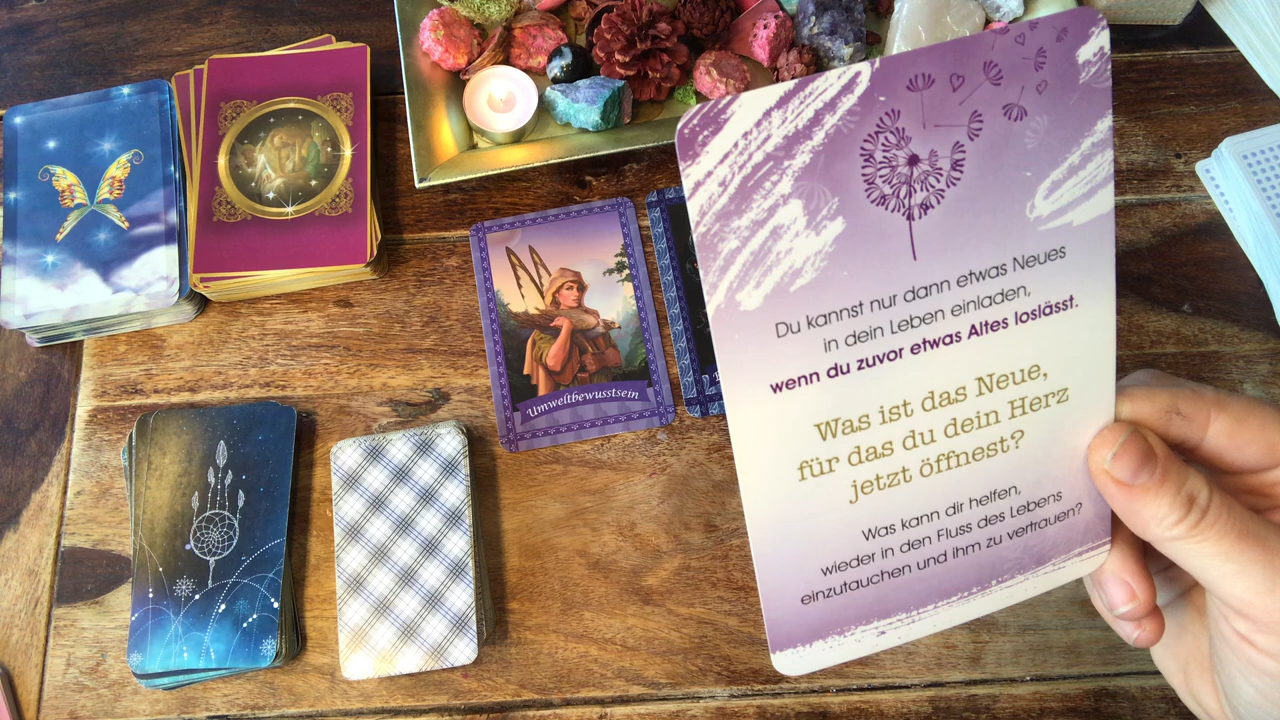 Umweltbewusstsein
Du kannst nur dann etwas Neues
in dein Leben einladen,
wenn du zuvor etwas Altes loslässt.
Was ist das Neue,
für das du dein Herz
jetzt öffnest?
Was kann dir helfen,
wieder in den Fluss des Lebens
einzutauchen und ihm zu vertrauen?